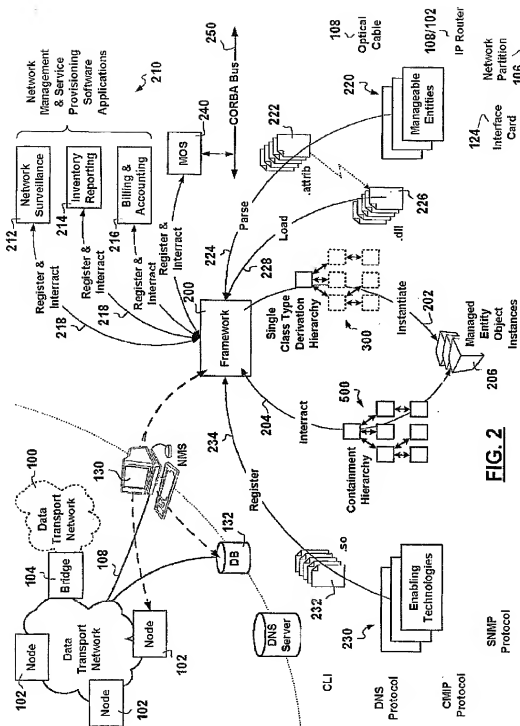 Network
Management
& Service
Provisioning
Software
Applications
210
212
Network
Surveillance
214
Inventory
Reporting
216
Billing &
Accounting
MOS
240
250
CORBA Bus
Register &
Interract
218
Register &
Interract
218
Register &
Interract
Register &
Interract
200
Framework
100
Data
Transport
Network
104
Bridge
108
130
NMS
Node
102
Data
Transport
Network
Node
102
Node
102
132
DB
DNS
Server
222
.attrib
224
Parse
226
.dll
228
Load
108
Optical
Cable
108/102
IP Router
220
Manageable
Entities
124
Interface
Card
Network
Partition
106
Single
Class Type
Derivation
Hierarchy
300
Instantiate
202
Managed
Entity
Object
Instances
206
204
Interract
500
Containment
Hierarchy
234
Register
.so
232
230
Enabling
Technologies
CLI
DNS
Protocol
CMIP
Protocol
SNMP
Protocol
FIG. 2